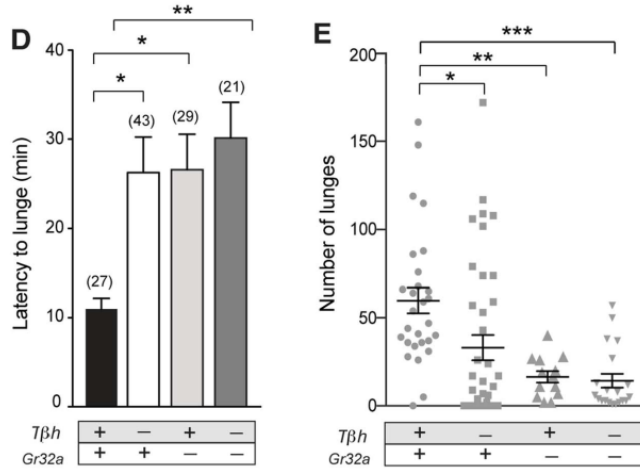 D
**
*
*
(27)
(43)
(29)
(21)
Latency to lunge (min)
40
30
20
10
0
Tβh + − + −
Gr32a + + − −
E
***
**
*
Number of lunges
200
150
100
50
0
Tβh + − + −
Gr32a + + − −